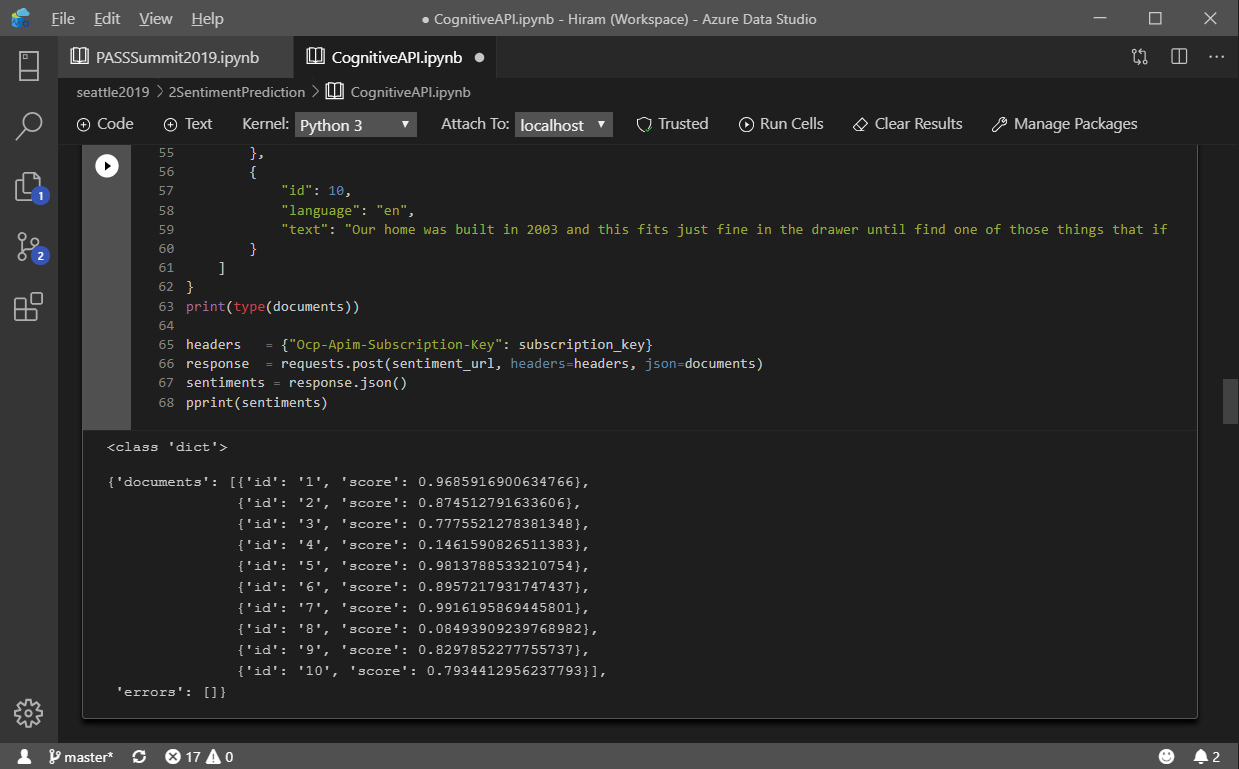 File Edit View Help ● CognitiveAPI.ipynb - Hiram (Workspace) - Azure Data Studio
PASSSummit2019.ipynb CognitiveAPI.ipynb ●
seattle2019 > 2SentimentPrediction > CognitiveAPI.ipynb
Code Text Kernel: Python 3 Attach To: localhost Trusted Run Cells Clear Results Manage Packages
55 },
56 {
57 "id": 10,
58 "language": "en",
59 "text": "Our home was built in 2003 and this fits just fine in the drawer until find one of those things that if
60 }
61 ]
62 }
63 print(type(documents))
64
65 headers   = {"Ocp-Apim-Subscription-Key": subscription_key}
66 response  = requests.post(sentiment_url, headers=headers, json=documents)
67 sentiments = response.json()
68 pprint(sentiments)
<class 'dict'>
{'documents': [{'id': '1', 'score': 0.9685916900634766},
{'id': '2', 'score': 0.874512791633606},
{'id': '3', 'score': 0.7775521278381348},
{'id': '4', 'score': 0.1461590826511383},
{'id': '5', 'score': 0.9813788533210754},
{'id': '6', 'score': 0.8957217931747437},
{'id': '7', 'score': 0.9916195869445801},
{'id': '8', 'score': 0.08493909239768982},
{'id': '9', 'score': 0.8297852277755737},
{'id': '10', 'score': 0.7934412956237793}],
'errors': []}
1
2
master* 17 0 2